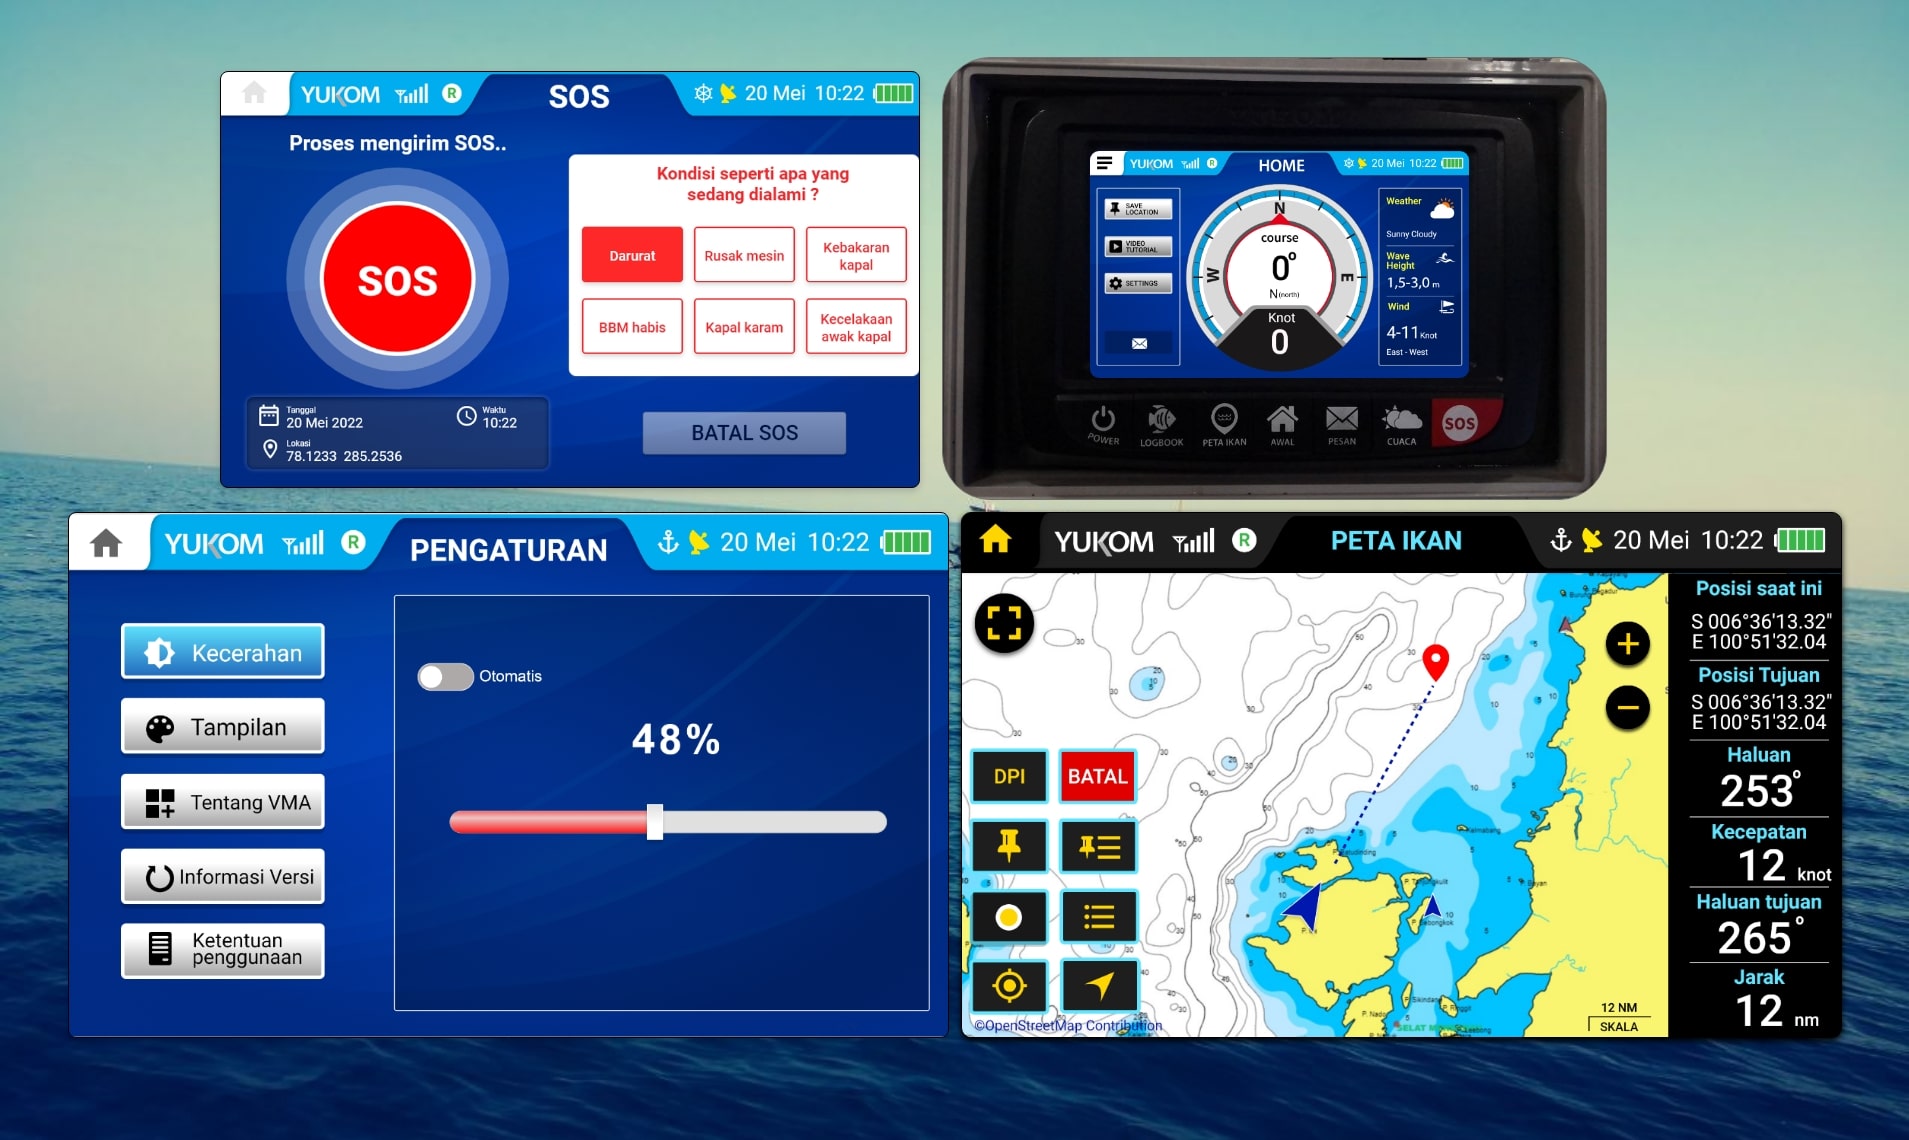 YUKOM
R
SOS
20 Mei 10:22
Proses mengirim SOS..
SOS
Kondisi seperti apa yang
sedang dialami ?
Darurat
Rusak mesin
Kebakaran
kapal
BBM habis
Kapal karam
Kecelakaan
awak kapal
Tanggal
20 Mei 2022
Waktu
10:22
Lokasi
78.1233 285.2536
BATAL SOS
YUKOM
R
HOME
20 Mei 10:22
SAVE
LOCATION
VIDEO
TUTORIAL
SETTINGS
N
W
E
course
0°
N (north)
Knot
0
Weather
Sunny Cloudy
Wave
Height
1,5-3,0 m
Wind
4-11 Knot
East - West
POWER
LOGBOOK
PETA IKAN
AWAL
PESAN
CUACA
SOS
YUKOM
R
PENGATURAN
20 Mei 10:22
Kecerahan
Tampilan
Tentang VMA
Informasi Versi
Ketentuan
penggunaan
Otomatis
48%
YUKOM
R
PETA IKAN
20 Mei 10:22
DPI
BATAL
©OpenStreetMap Contribution
12 NM
SKALA
Posisi saat ini
S 006°36'13.32"
E 100°51'32.04
Posisi Tujuan
S 006°36'13.32"
E 100°51'32.04
Haluan
253°
Kecepatan
12 knot
Haluan tujuan
265°
Jarak
12 nm